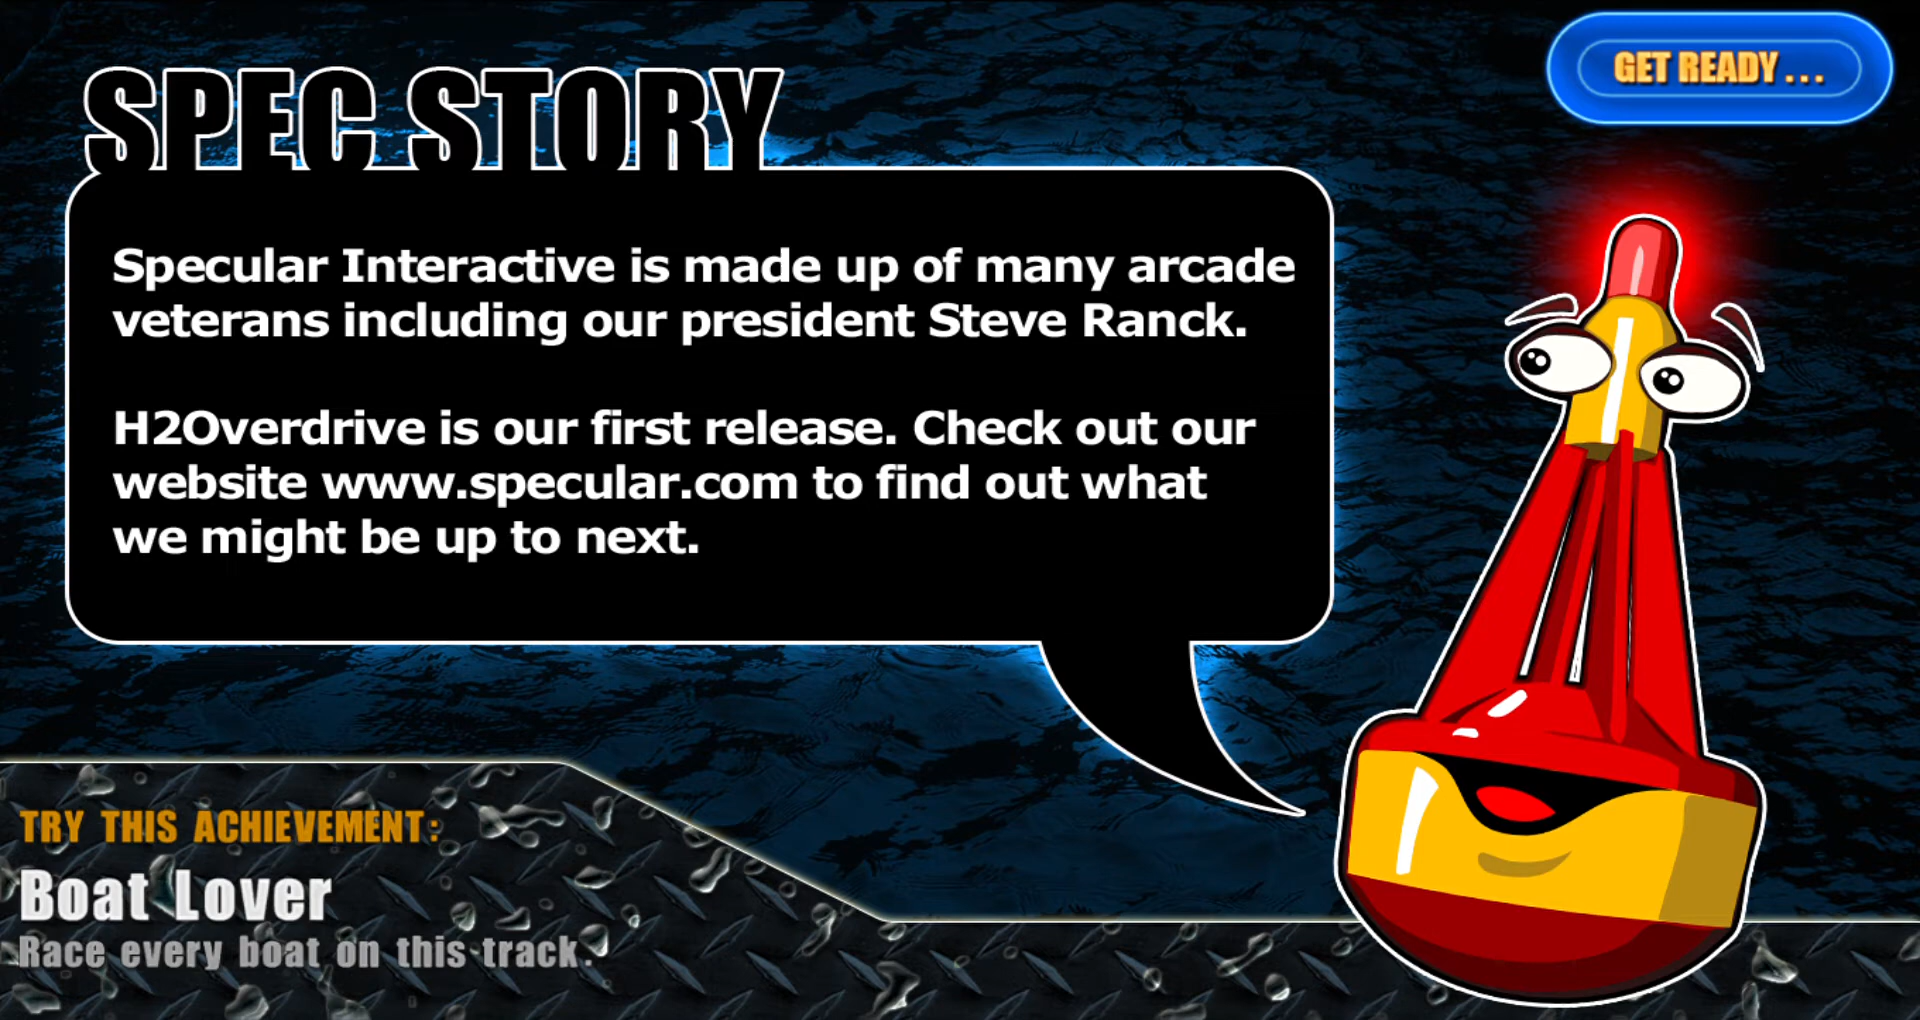 GET READY...
SPEC STORY
Specular Interactive is made up of many arcade
veterans including our president Steve Ranck.
H2Overdrive is our first release. Check out our
website www.specular.com to find out what
we might be up to next.
TRY THIS ACHIEVEMENT:
Boat Lover
Race every boat on this track.